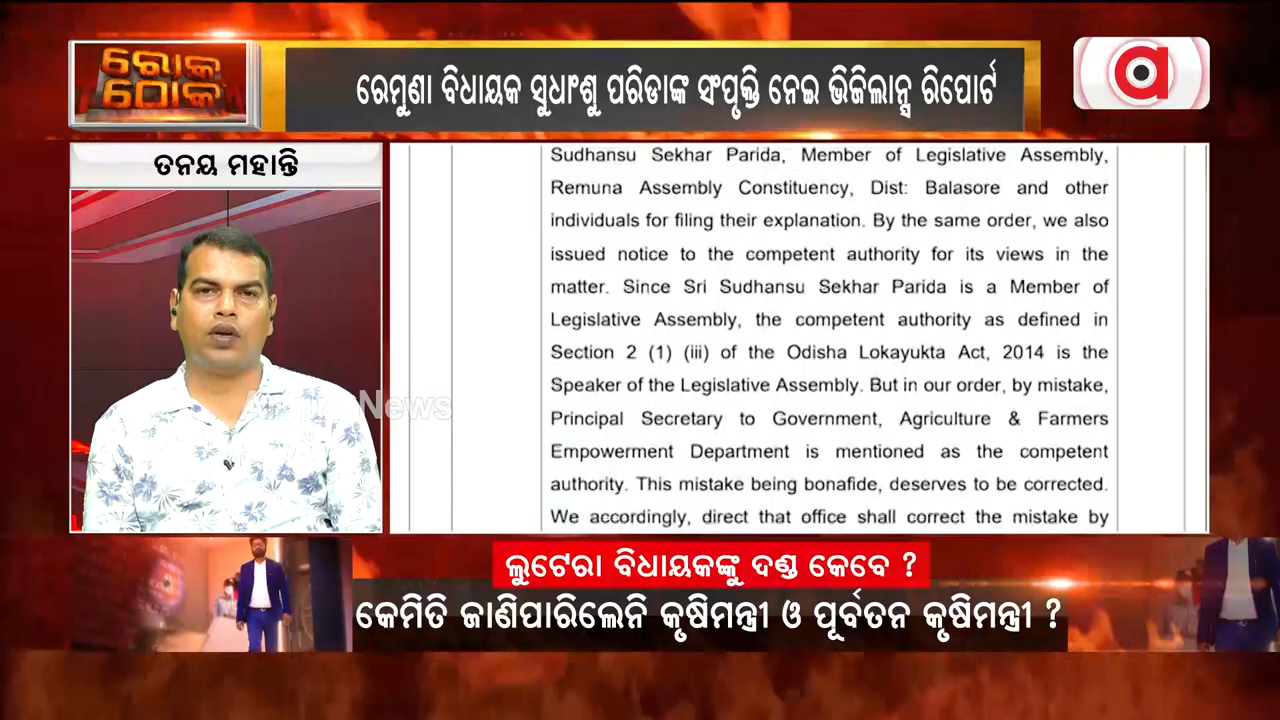 ରୋକ
ଠୋକ
ରେମୁଣା ବିଧାୟକ ସୁଧାଂଶୁ ପରିଡାଙ୍କ ସଂପୃକ୍ତି ନେଇ ଭିଜିଲାନ୍ସ ରିପୋର୍ଟ
a
ତନୟ ମହାନ୍ତି
Sudhansu Sekhar Parida, Member of Legislative Assembly,
Remuna Assembly Constituency, Dist: Balasore and other
individuals for filing their explanation. By the same order, we also
issued notice to the competent authority for its views in the
matter. Since Sri Sudhansu Sekhar Parida is a Member of
Legislative Assembly, the competent authority as defined in
Section 2 (1) (iii) of the Odisha Lokayukta Act, 2014 is the
Speaker of the Legislative Assembly. But in our order, by mistake,
Principal Secretary to Government, Agriculture & Farmers
Empowerment Department is mentioned as the competent
authority. This mistake being bonafide, deserves to be corrected.
We accordingly, direct that office shall correct the mistake by
News
ଲୁଟେରା ବିଧାୟକଙ୍କୁ ଦଣ୍ଡ କେବେ ?
କେମିତି ଜାଣିପାରିଲେନି କୃଷିମନ୍ତ୍ରୀ ଓ ପୂର୍ବତନ କୃଷିମନ୍ତ୍ରୀ ?